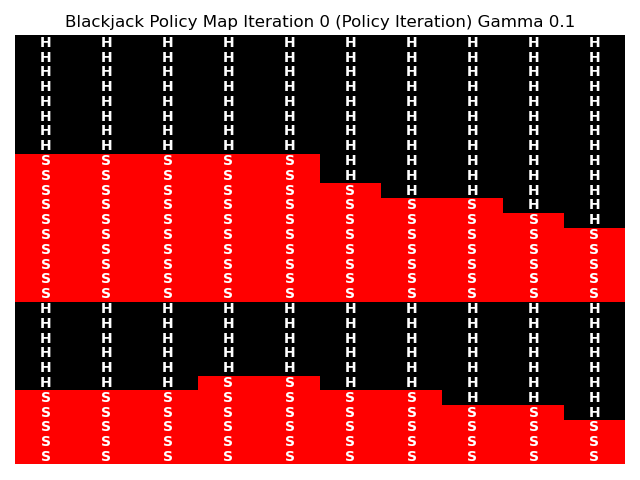 Blackjack Policy Map Iteration 0 (Policy Iteration) Gamma 0.1
H H H H H H H H H H
H H H H H H H H H H
H H H H H H H H H H
H H H H H H H H H H
H H H H H H H H H H
H H H H H H H H H H
H H H H H H H H H H
H H H H H H H H H H
S S S S S H H H H H
S S S S S H H H H H
S S S S S S H H H H
S S S S S S S S H H
S S S S S S S S S H
S S S S S S S S S S
S S S S S S S S S S
S S S S S S S S S S
S S S S S S S S S S
S S S S S S S S S S
H H H H H H H H H H
H H H H H H H H H H
H H H H H H H H H H
H H H H H H H H H H
H H H H H H H H H H
H H H S S H H H H H
S S S S S S S H H H
S S S S S S S S S H
S S S S S S S S S S
S S S S S S S S S S
S S S S S S S S S S